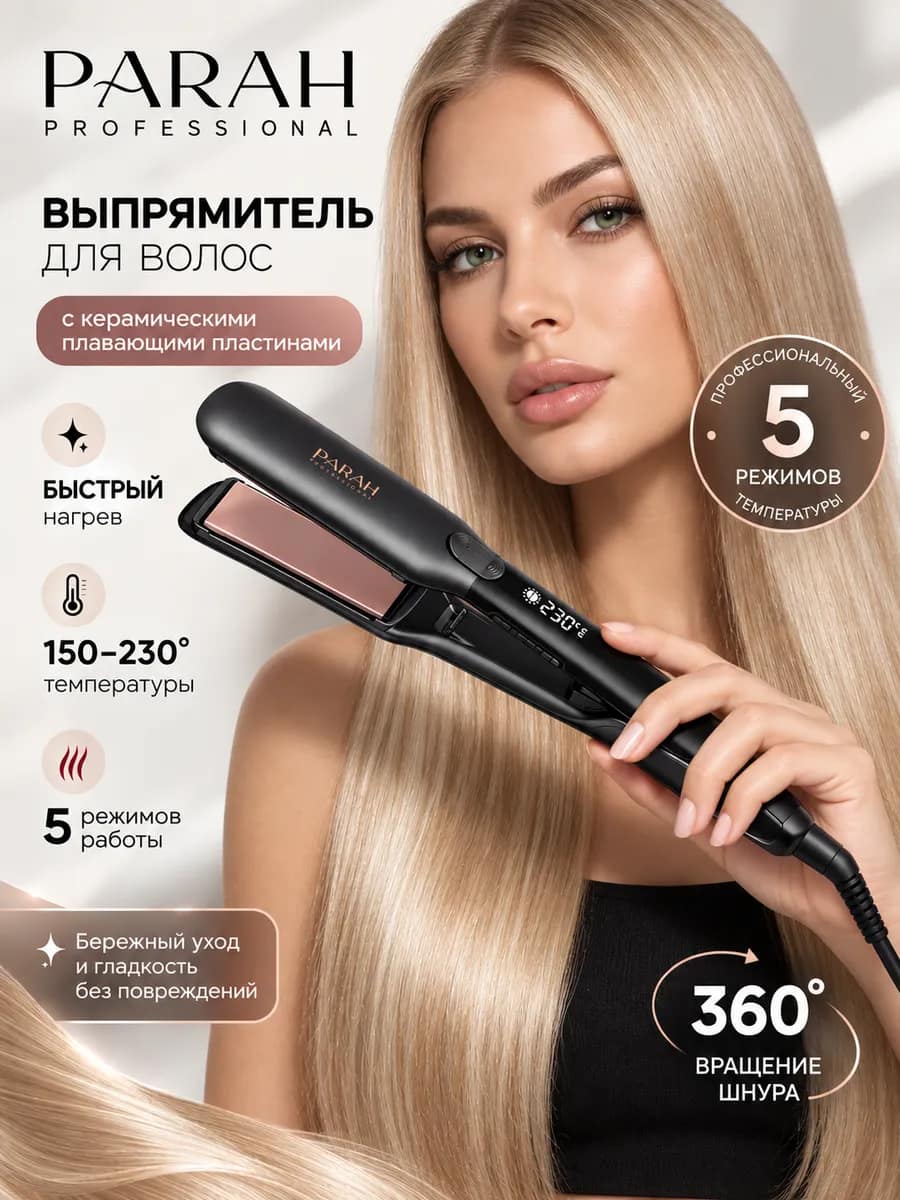 PARAH
PROFESSIONAL
ВЫПРЯМИТЕЛЬ
ДЛЯ ВОЛОС
с керамическими
плавающими пластинами
БЫСТРЫЙ
нагрев
150–230°
температуры
5 режимов
работы
Бережный уход
и гладкость
без повреждений
PARAH
PROFESSIONAL
230°C
ПРОФЕССИОНАЛЬНЫЙ
5
РЕЖИМОВ
ТЕМПЕРАТУРЫ
360°
ВРАЩЕНИЕ
ШНУРА